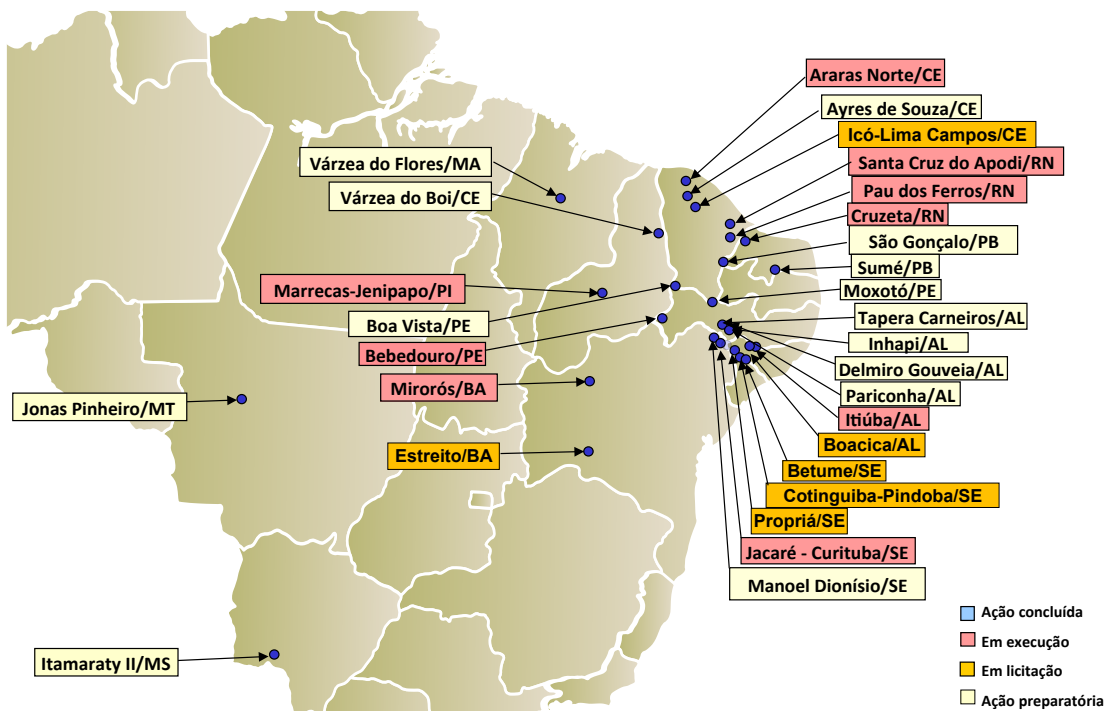 Araras Norte/CE
Ayres de Souza/CE
Icó-Lima Campos/CE
Várzea do Flores/MA
Santa Cruz do Apodi/RN
Várzea do Boi/CE
Pau dos Ferros/RN
Cruzeta/RN
São Gonçalo/PB
Sumé/PB
Marrecas-Jenipapo/PI
Moxotó/PE
Boa Vista/PE
Tapera Carneiros/AL
Inhapi/AL
Bebedouro/PE
Delmiro Gouveia/AL
Mirorós/BA
Pariconha/AL
Jonas Pinheiro/MT
Itiúba/AL
Boacica/AL
Estreito/BA
Betume/SE
Cotinguiba-Pindoba/SE
Propriá/SE
Jacaré - Curituba/SE
Manoel Dionísio/SE
Itamaraty II/MS
Ação concluída
Em execução
Em licitação
Ação preparatória